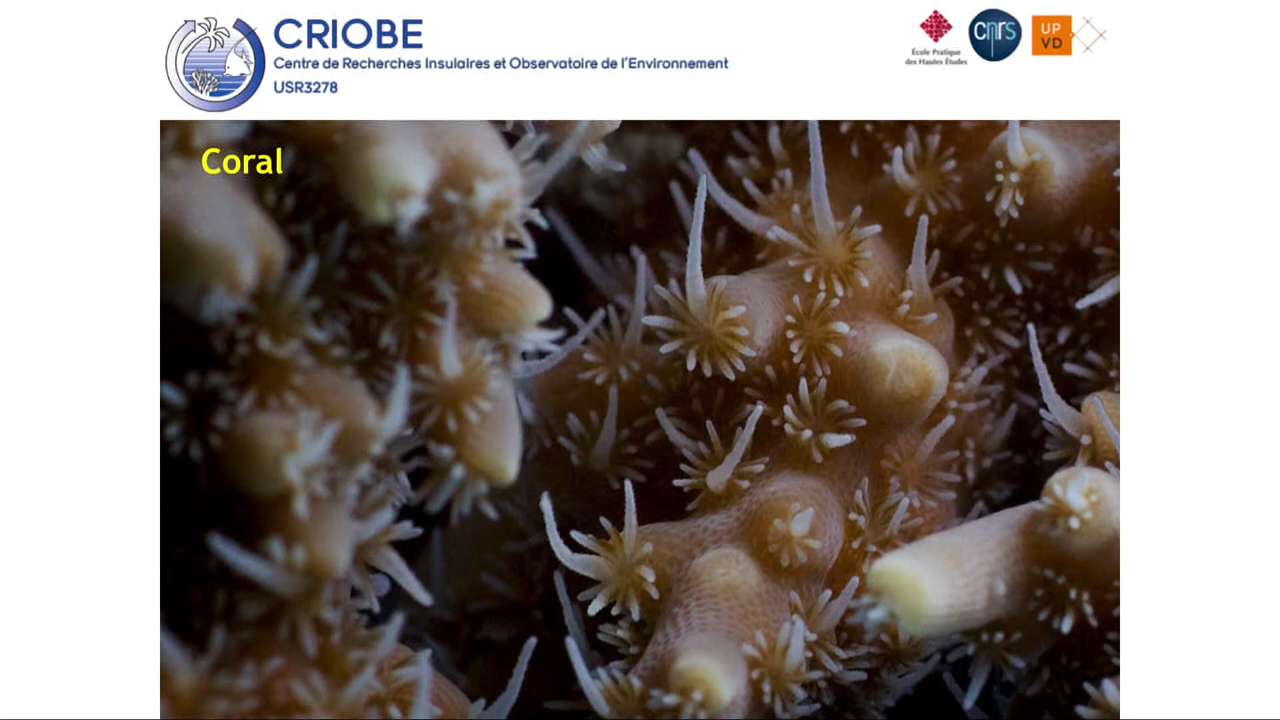 CRIOBE
Centre de Recherches Insulaires et Observatoire de l'Environnement
USR3278
École Pratique
des Hautes Études
cnrs
UP
VD
Coral